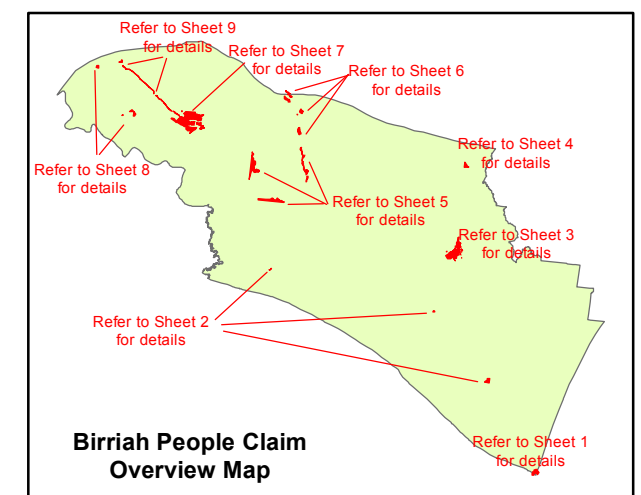 Refer to Sheet 9
for details
Refer to Sheet 7
for details
Refer to Sheet 6
for details
Refer to Sheet 4
for details
Refer to Sheet 8
for details
Refer to Sheet 5
for details
Refer to Sheet 3
for details
Refer to Sheet 2
for details
Refer to Sheet 1
for details
Birriah People Claim
Overview Map